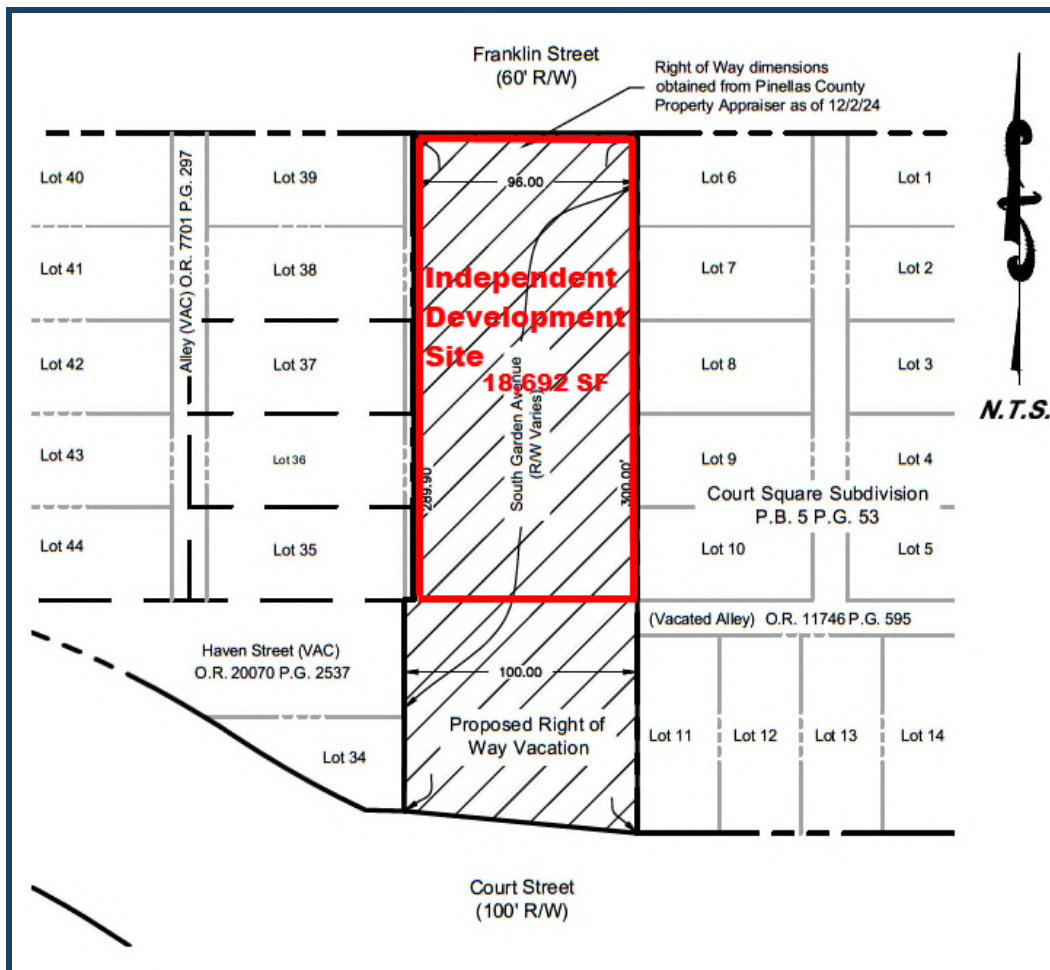 Franklin Street
(60' R/W)
Right of Way dimensions
obtained from Pinellas County
Property Appraiser as of 12/2/24
Lot 40
Alley (VAC) O.R. 7701 P.G. 297
Lot 39
96.00
Lot 6
Lot 1
Lot 41
Lot 38
Lot 7
Lot 2
Independent
Development
Site
18,692 SF
Lot 42
Lot 37
Lot 8
Lot 3
South Garden Avenue
(R/W Varies)
N.T.S.
Lot 43
Lot 36
289.90
300.00'
Lot 9
Lot 4
Court Square Subdivision
P.B. 5 P.G. 53
Lot 44
Lot 35
Lot 10
Lot 5
(Vacated Alley) O.R. 11746 P.G. 595
Haven Street (VAC)
O.R. 20070 P.G. 2537
100.00
Proposed Right of
Way Vacation
Lot 34
Lot 11
Lot 12
Lot 13
Lot 14
Court Street
(100' R/W)